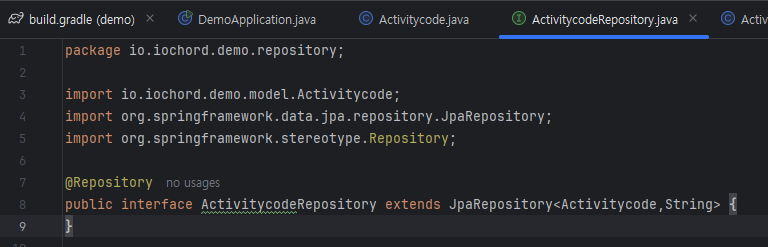 build.gradle (demo) × DemoApplication.java Activitycode.java ActivitycodeRepository.java × Activ
1 package io.iochord.demo.repository;
2
3 import io.iochord.demo.model.Activitycode;
4 import org.springframework.data.jpa.repository.JpaRepository;
5 import org.springframework.stereotype.Repository;
6
7 @Repository no usages
8 public interface ActivitycodeRepository extends JpaRepository<Activitycode,String> {
9 }